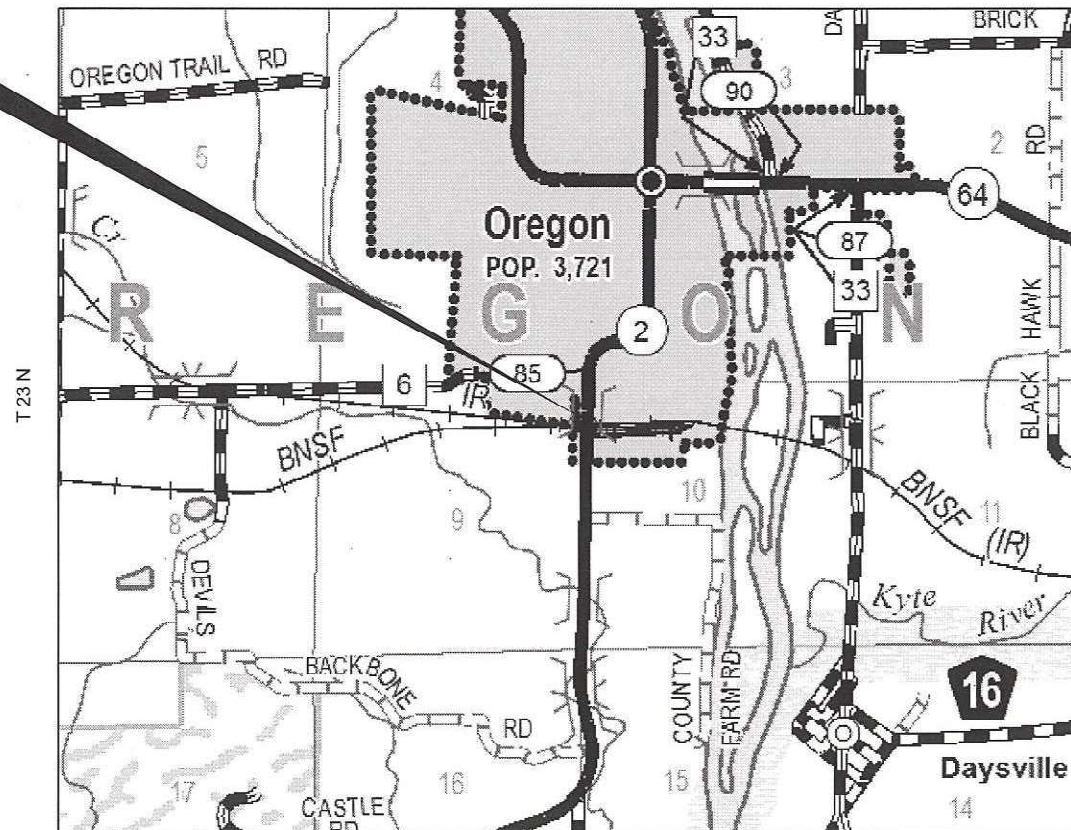 BRICK
DA
33
OREGON TRAIL RD
4
3
90
5
2
RD
64
Cr
Oregon
POP. 3,721
87
33
R E G O N
HAWK
2
T 23 N
85
6
(IR
BLACK
BNSF
10
BNSF
(IR)
8
9
11
DEVILS
Kyte
River
BACKBONE
RD
COUNTY
FARM RD
16
17
16
15
Daysville
14
CASTLE
RD